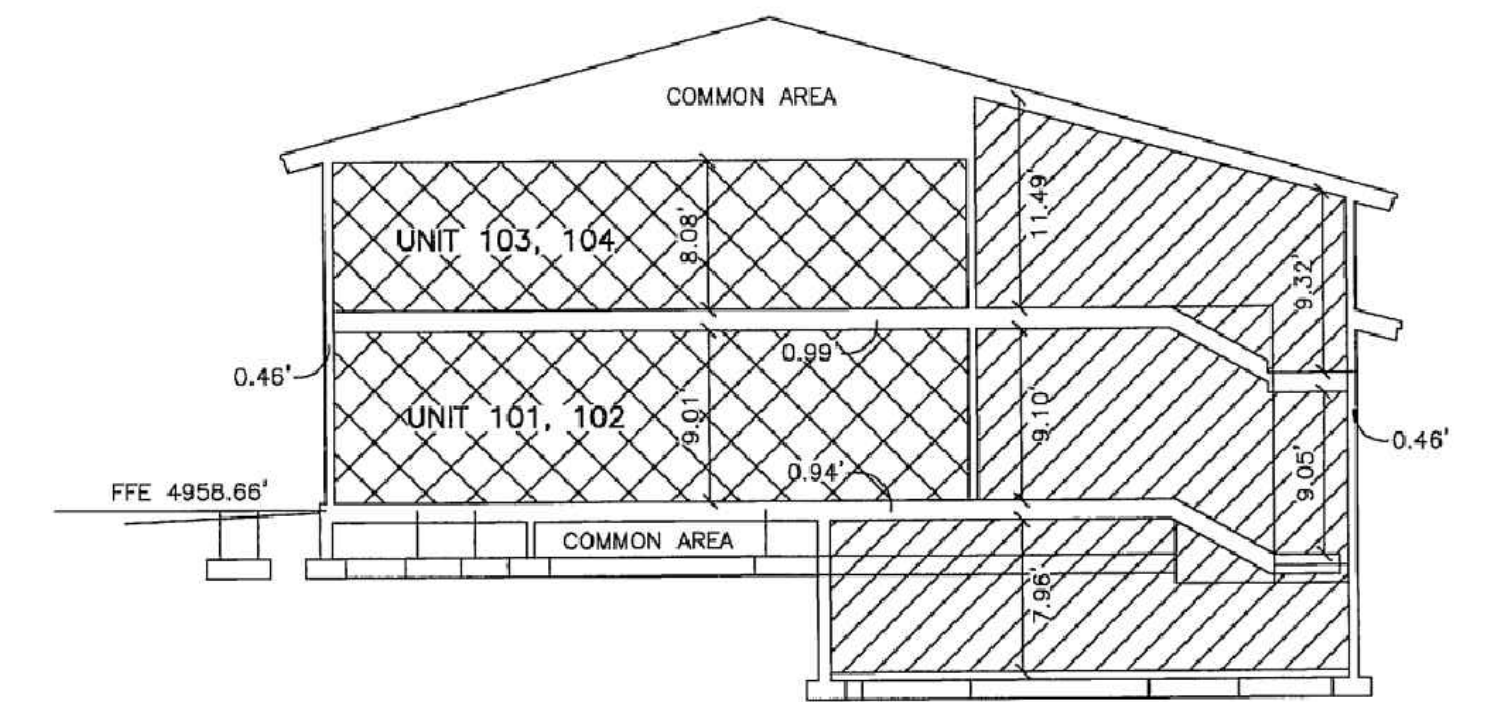 COMMON AREA
11.49'
UNIT 103, 104
8.08'
9.32'
0.99'
0.46'
UNIT 101, 102
9.01'
9.10'
0.46'
9.05'
0.94'
FFE 4958.66'
COMMON AREA
7.96'